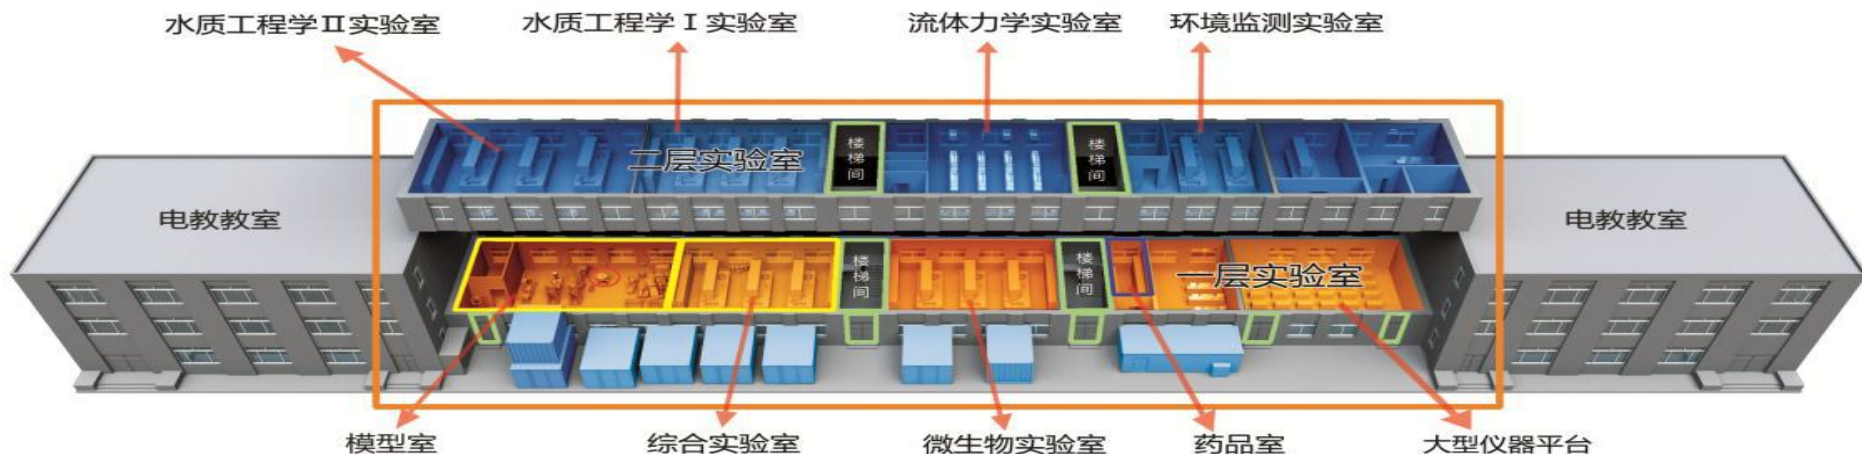 水质工程学Ⅱ实验室
水质工程学Ⅰ实验室
流体力学实验室
环境监测实验室
二层实验室
楼梯间
楼梯间
电教教室
电教教室
楼梯间
楼梯间
一层实验室
模型室
综合实验室
微生物实验室
药品室
大型仪器平台